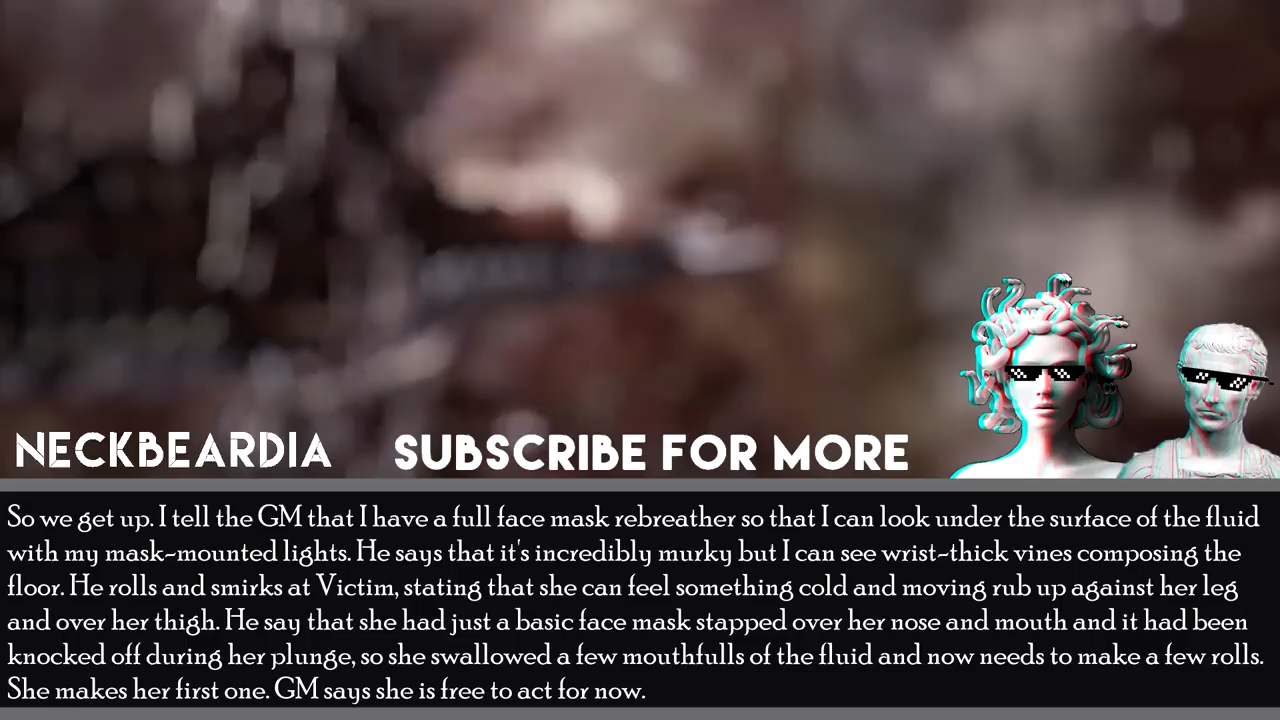 NECKBEARDIA
SUBSCRIBE FOR MORE
So we get up. I tell the GM that I have a full face mask rebreather so that I can look under the surface of the fluid
with my mask-mounted lights. He says that it's incredibly murky but I can see wrist-thick vines composing the
floor. He rolls and smirks at Victim, stating that she can feel something cold and moving rub up against her leg
and over her thigh. He say that she had just a basic face mask stapped over her nose and mouth and it had been
knocked off during her plunge, so she swallowed a few mouthfulls of the fluid and now needs to make a few rolls.
She makes her first one. GM says she is free to act for now.